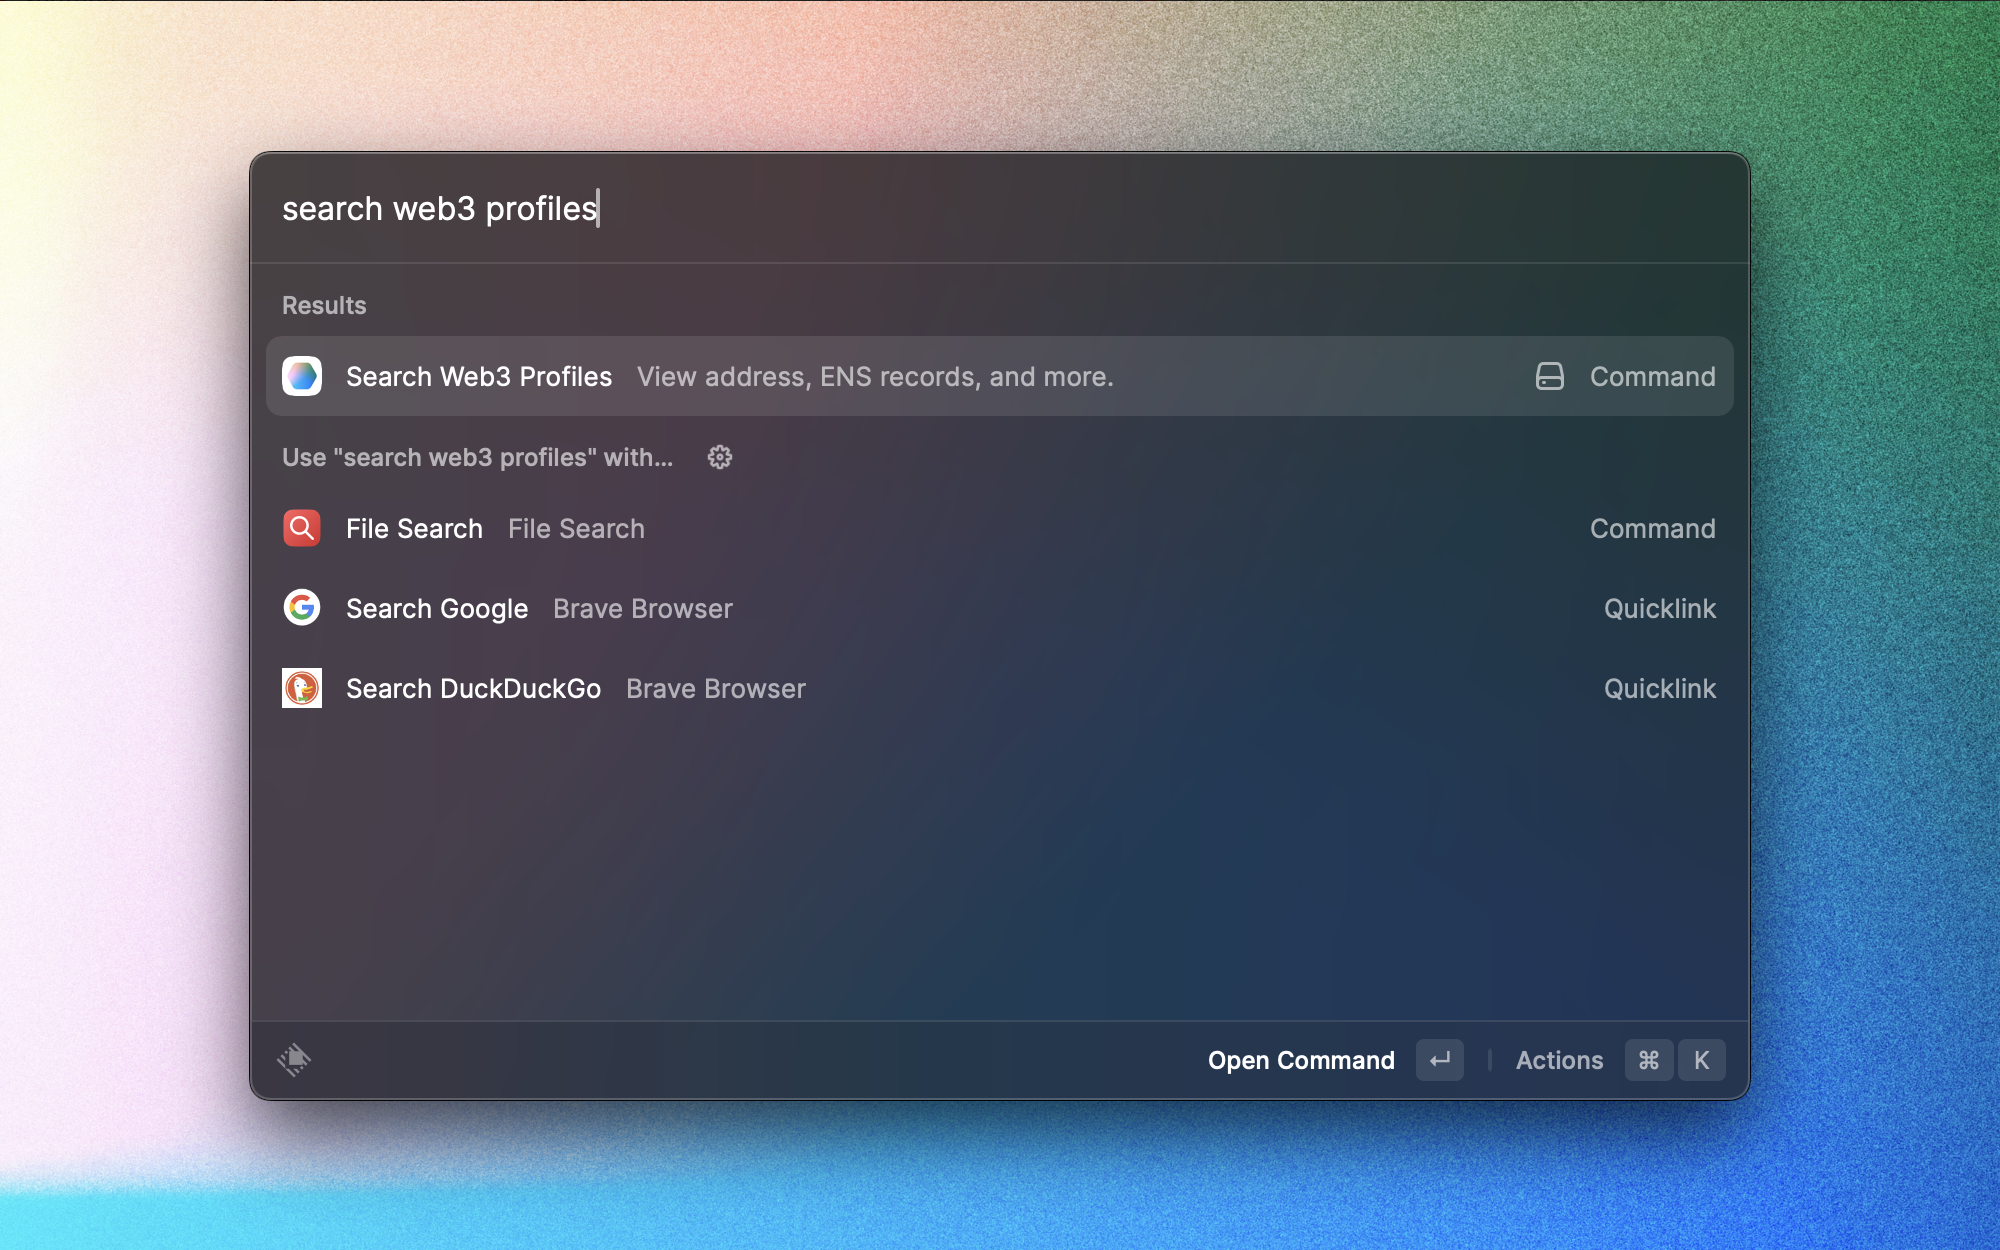 search web3 profiles
Results
Search Web3 Profiles View address, ENS records, and more. Command
Use "search web3 profiles" with...
File Search File Search Command
Search Google Brave Browser Quicklink
Search DuckDuckGo Brave Browser Quicklink
Open Command ↵ Actions ⌘ K